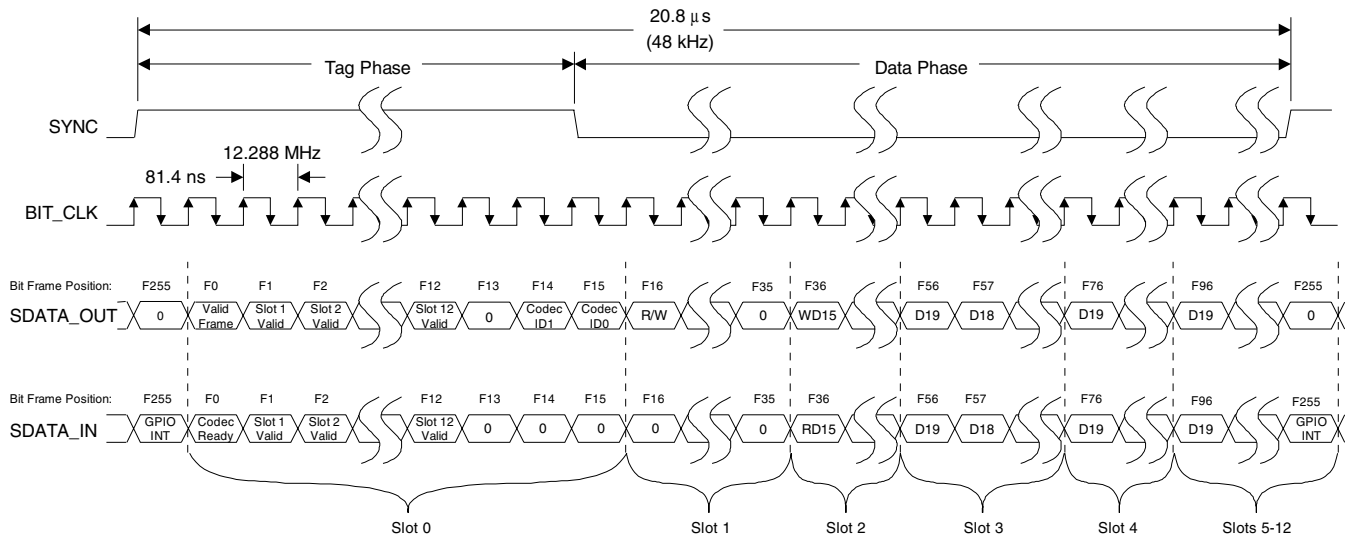 20.8 μs
(48 kHz)
Tag Phase
Data Phase
SYNC
12.288 MHz
81.4 ns
BIT_CLK
Bit Frame Position: F255 F0 F1 F2 F12 F13 F14 F15 F16 F35 F36 F56 F57 F76 F96 F255
SDATA_OUT 0 Valid Frame Slot 1 Valid Slot 2 Valid Slot 12 Valid 0 Codec ID1 Codec ID0 R/W 0 WD15 D19 D18 D19 D19 0
Bit Frame Position: F255 F0 F1 F2 F12 F13 F14 F15 F16 F35 F36 F56 F57 F76 F96 F255
SDATA_IN GPIO INT Codec Ready Slot 1 Valid Slot 2 Valid Slot 12 Valid 0 0 0 0 0 RD15 D19 D18 D19 D19 GPIO INT
Slot 0 Slot 1 Slot 2 Slot 3 Slot 4 Slots 5-12